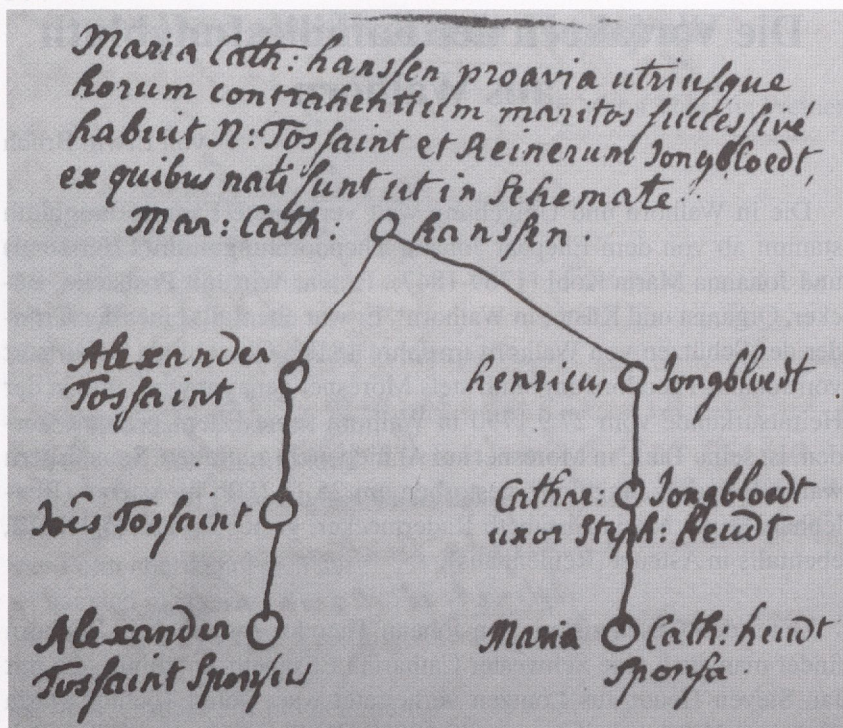 Maria Cath: hanssen proavia utriusque
horum contrahentium maritos successivé
habuit N: Tossaint et Reinerum Jongbloedt,
ex quibus nati sunt ut in Schemate.
Mar: Cath: hanssen.
Alexander
Tossaint
henricus, Jongbloedt
Joês Tossaint
Cathar: Jongbloedt
uxor Steph: Heudt
Alexander
Tossaint Sponsus
Maria Cath: heudt
Sponsa.